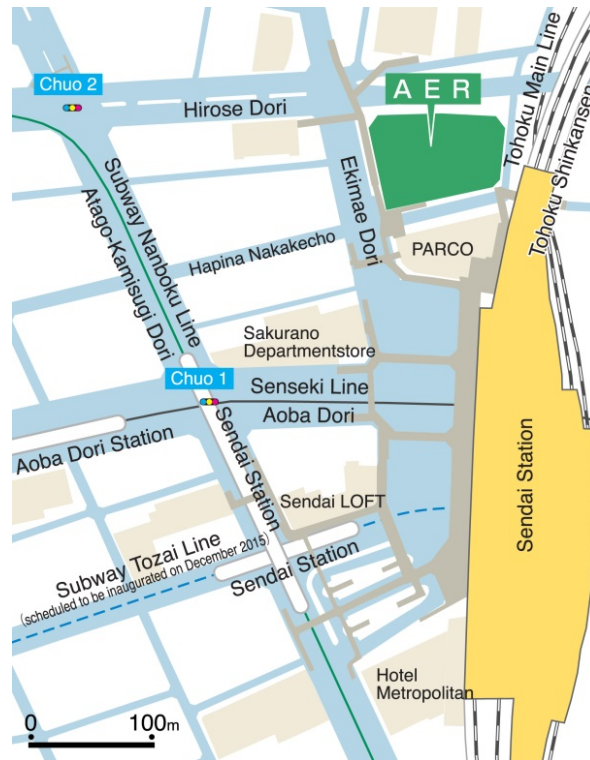 Chuo 2
Hirose Dori
AER
Tohoku Main Line
Tohoku Shinkansen
Subway Nanboku Line
Atago-Kamisugi Dori
Ekimae Dori
Hapina Nakakecho
PARCO
Sakurano
Departmentstore
Chuo 1
Senseki Line
Aoba Dori
Aoba Dori Station
Sendai Station
Sendai Station
Sendai LOFT
Subway Tozai Line
(scheduled to be inaugurated on December 2015)
Sendai Station
Hotel
Metropolitan
0 100m